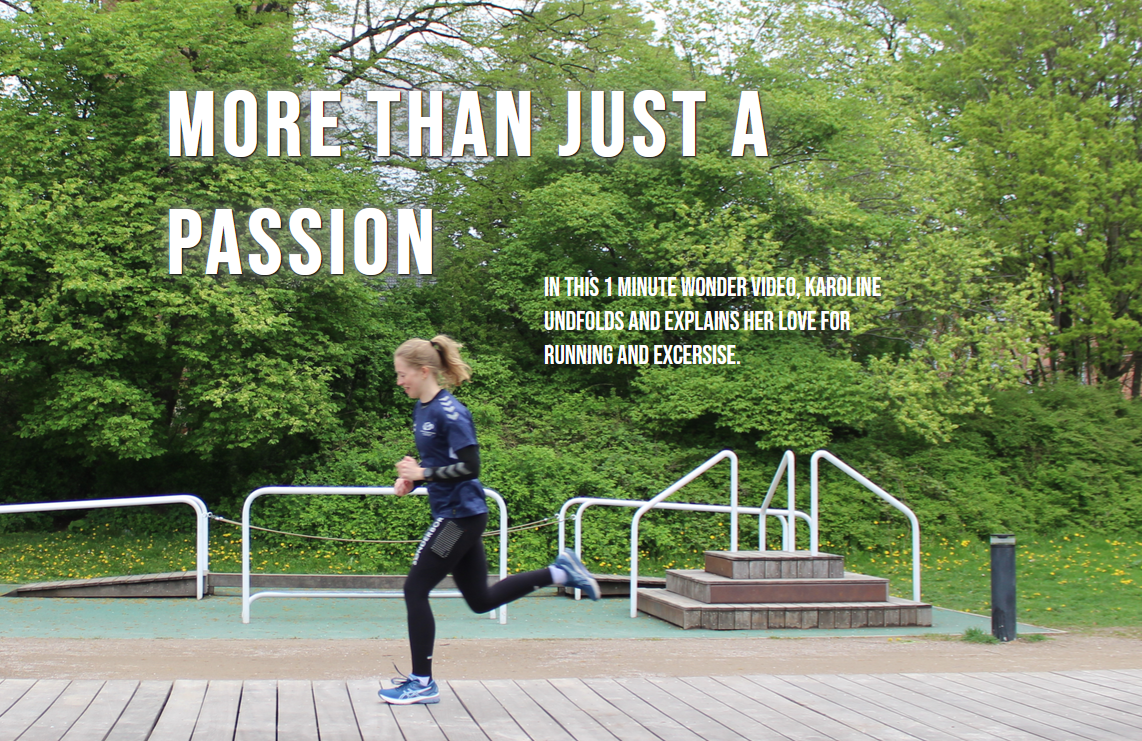 MORE THAN JUST A
PASSION
IN THIS 1 MINUTE WONDER VIDEO, KAROLINE
UNDFOLDS AND EXPLAINS HER LOVE FOR
RUNNING AND EXCERSISE.